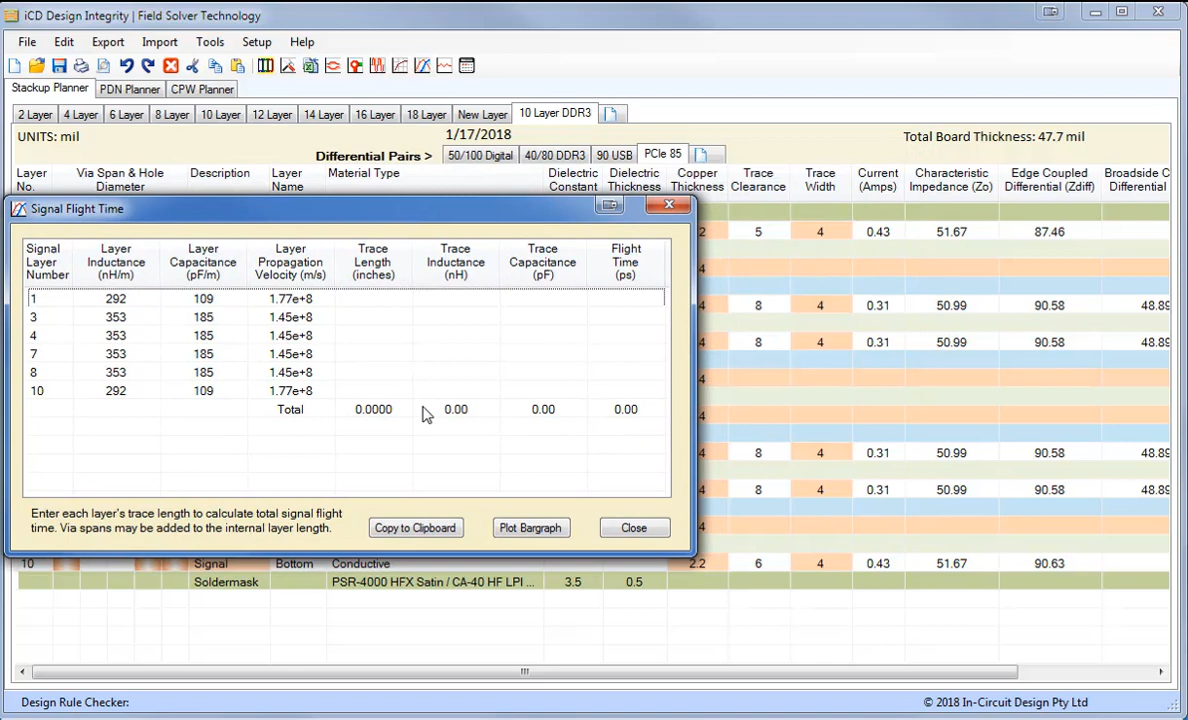 iCD Design Integrity | Field Solver Technology
File Edit Export Import Tools Setup Help
Stackup Planner PDN Planner CPW Planner
2 Layer 4 Layer 6 Layer 8 Layer 10 Layer 12 Layer 14 Layer 16 Layer 18 Layer New Layer 10 Layer DDR3
UNITS: mil 1/17/2018 Total Board Thickness: 47.7 mil
Differential Pairs > 50/100 Digital 40/80 DDR3 90 USB PCIe 85
Layer Via Span & Hole Description Layer Material Type Dielectric Dielectric Copper Trace Trace Current Characteristic Edge Coupled Broadside C
No. Diameter Name Constant Thickness Thickness Clearance Width (Amps) Impedance (Zo) Differential (Zdiff) Differential
Signal Flight Time
Signal Layer Layer Layer Trace Trace Trace Flight
Layer Inductance Capacitance Propagation Length Inductance Capacitance Time
Number (nH/m) (pF/m) Velocity (m/s) (inches) (nH) (pF) (ps)
1 292 109 1.77e+8
3 353 185 1.45e+8
4 353 185 1.45e+8
7 353 185 1.45e+8
8 353 185 1.45e+8
10 292 109 1.77e+8
Total 0.0000 0.00 0.00 0.00
Enter each layer's trace length to calculate total signal flight
time. Via spans may be added to the internal layer length.
Copy to Clipboard Plot Bargraph Close
2 5 4 0.43 51.67 87.46
4
8 4 0.31 50.99 90.58 48.89
8 4 0.31 50.99 90.58 48.89
4
4
8 4 0.31 50.99 90.58 48.89
4 8 4 0.31 50.99 90.58 48.89
4
10 Signal Bottom Conductive 2.2 6 4 0.43 51.67 90.63
Soldermask PSR-4000 HFX Satin / CA-40 HF LPI ... 3.5 0.5
Design Rule Checker: © 2018 In-Circuit Design Pty Ltd